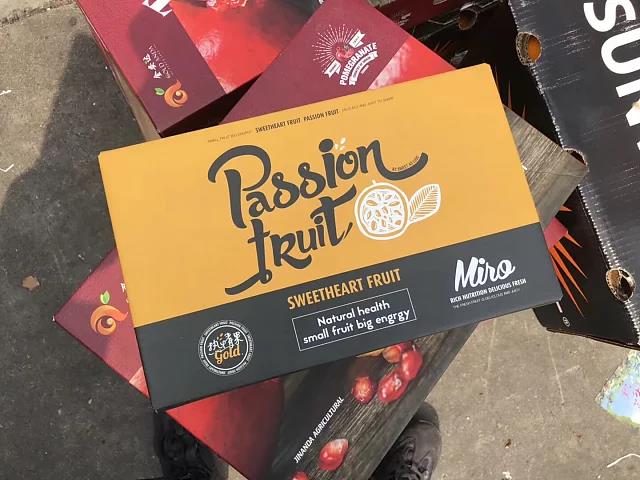 SUN
POMEGRANATE
SWEETHEART FRUIT PASSION FRUIT
Passion
fruit
SWEETHEART FRUIT
Natural health
small fruit big engrgy
Miro
RICH NUTRITION DELICIOUS FRESH
Gold
JINANDA AGRICULTURAL